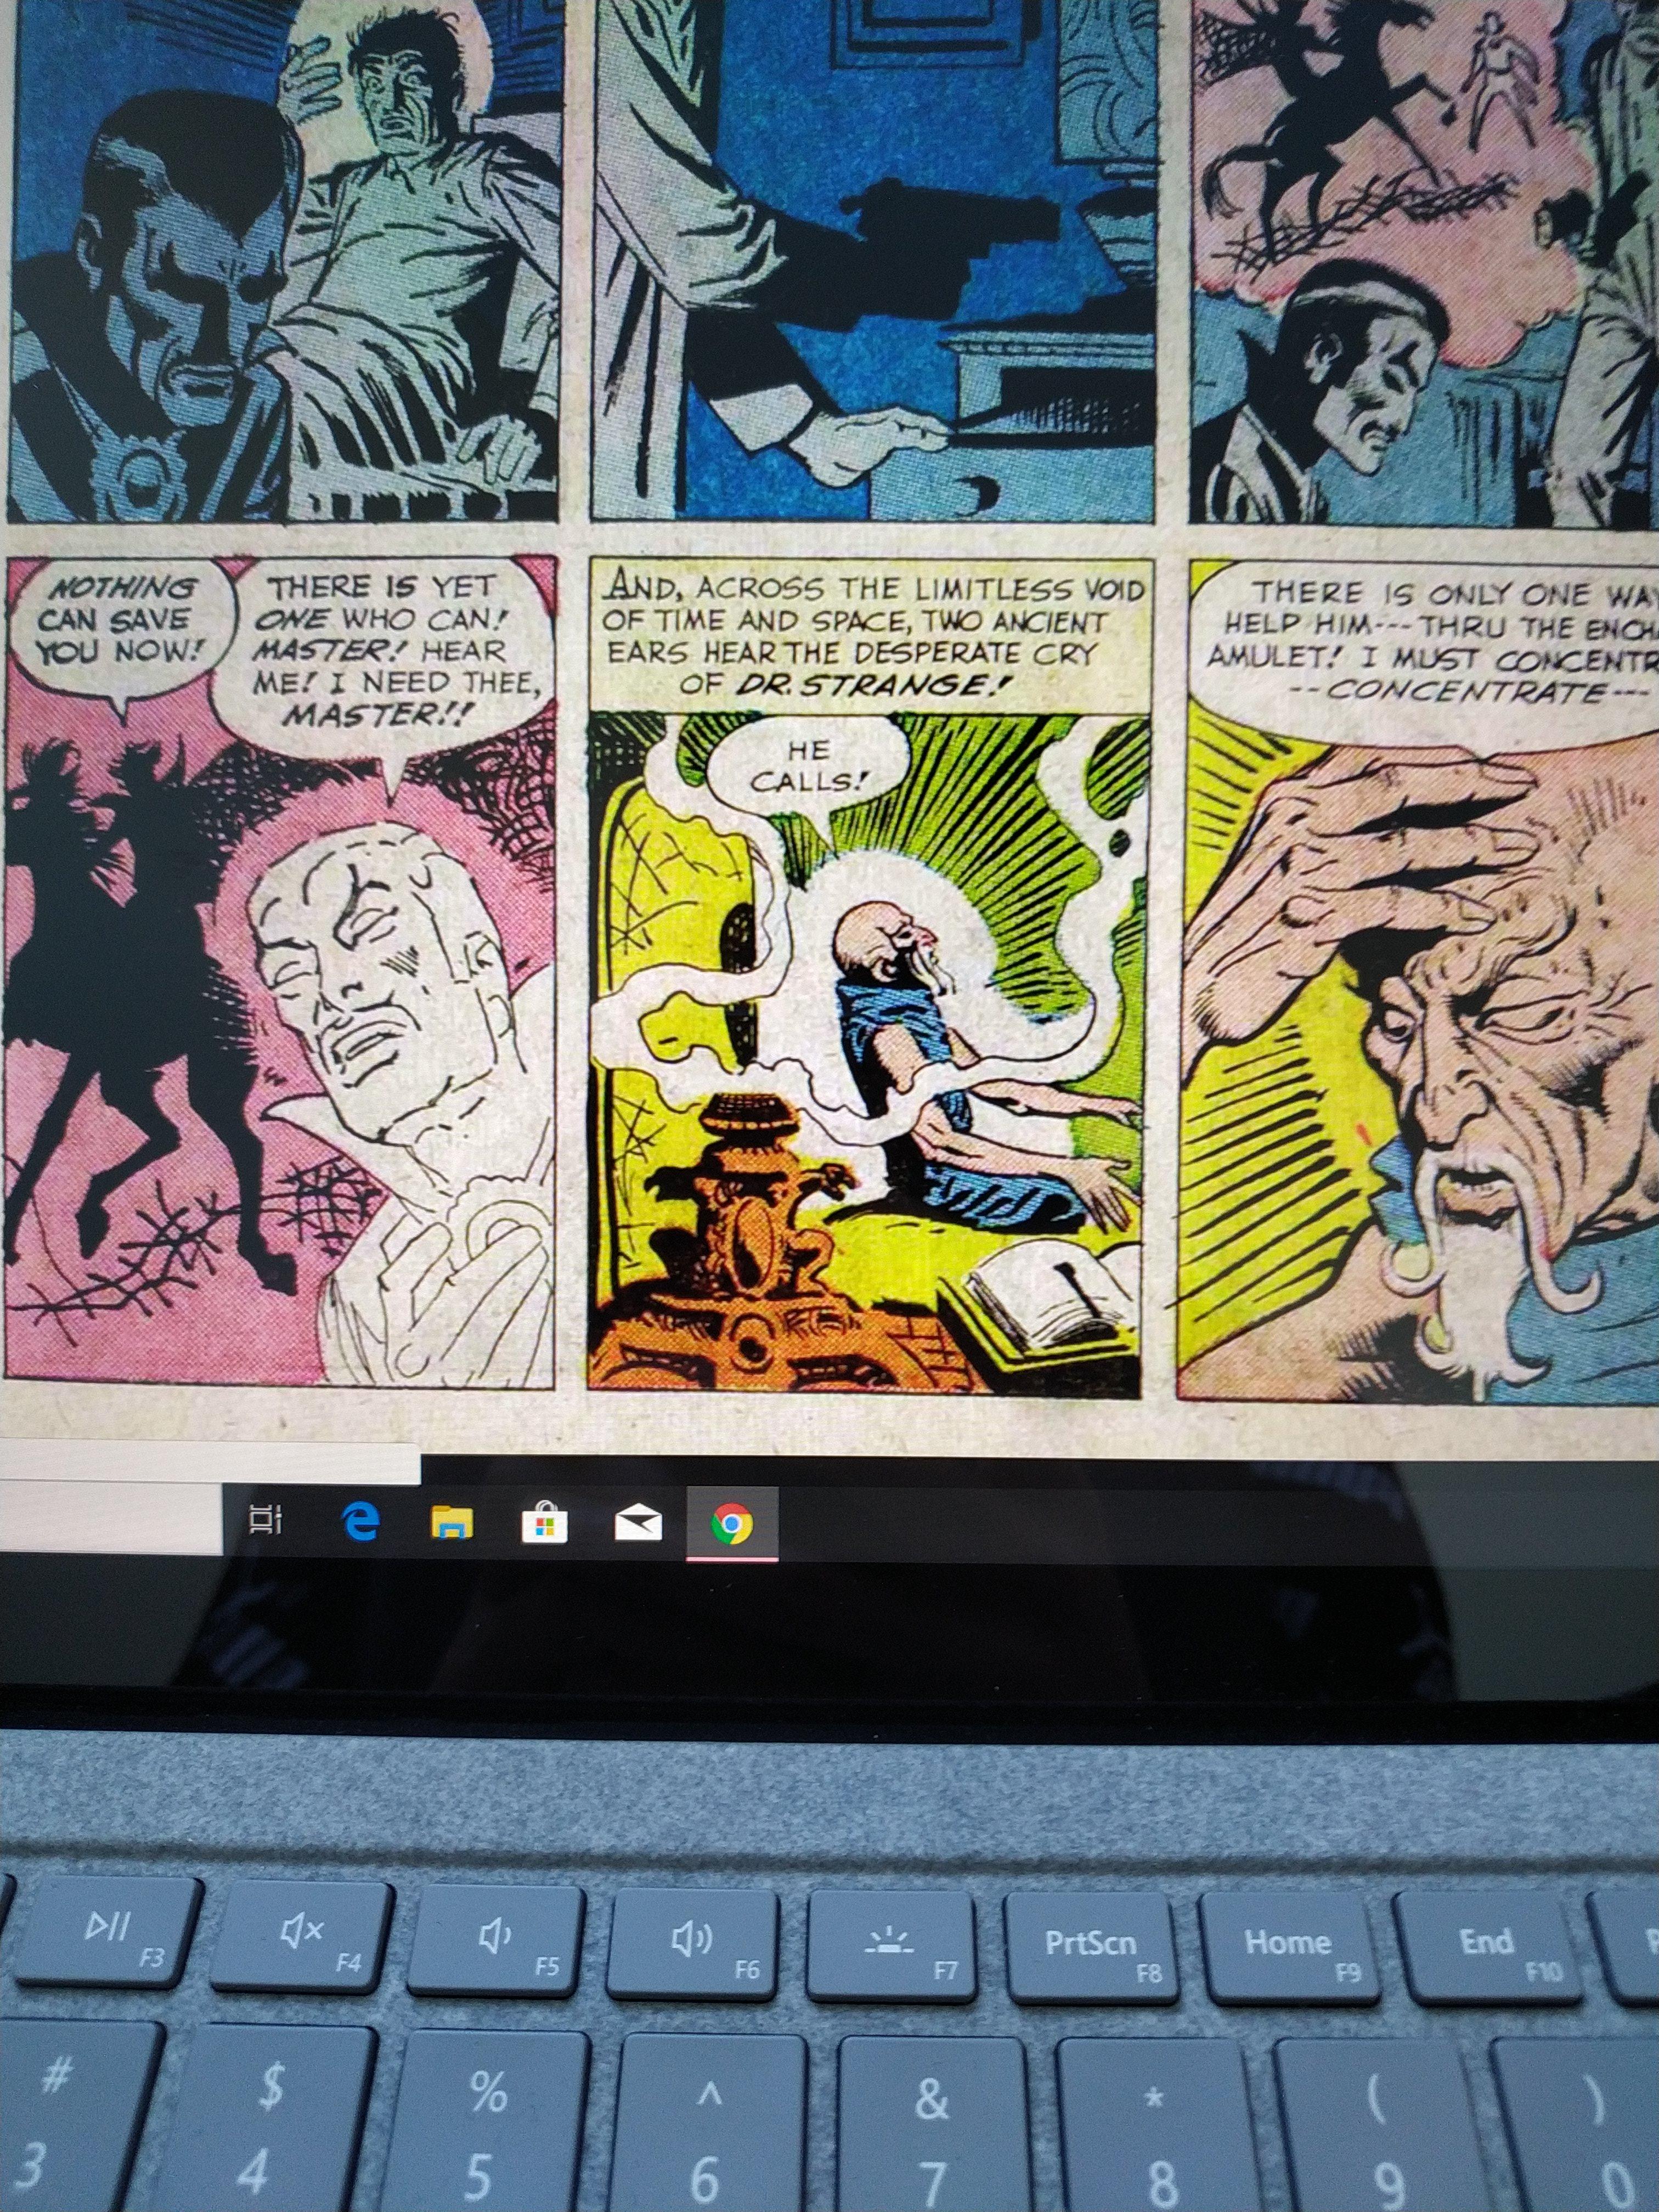 NOTHING
CAN SAVE
YOU NOW!
THERE IS YET
ONE WHO CAN!
MASTER! HEAR
ME! I NEED THEE,
MASTER!!
AND, ACROSS THE LIMITLESS VOID
OF TIME AND SPACE, TWO ANCIENT
EARS HEAR THE DESPERATE CRY
OF DR. STRANGE!
HE
CALLS!
THERE IS ONLY ONE
HELP HIM---THRU THE
AMULET! I MUST
--CONCENTRATE---
F3
F4
F5
F6
F7
PrtScn
F8
Home
F9
End
F10
#
3
$
4
%
5
^
6
&
7
*
8
(
9
)
0